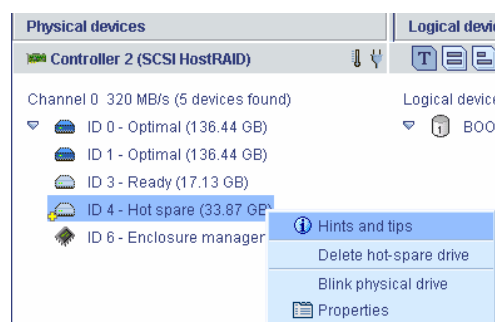 Physical devices
Logical devi
Controller 2 (SCSI HostRAID)
T
Channel 0 320 MB/s (5 devices found)
Logical device
ID 0 - Optimal (136.44 GB)
1 BOO
ID 1 - Optimal (136.44 GB)
ID 3 - Ready (17.13 GB)
ID 4 - Hot spare (33.87 GB)
Hints and tips
ID 6 - Enclosure manager
Delete hot-spare drive
Blink physical drive
Properties